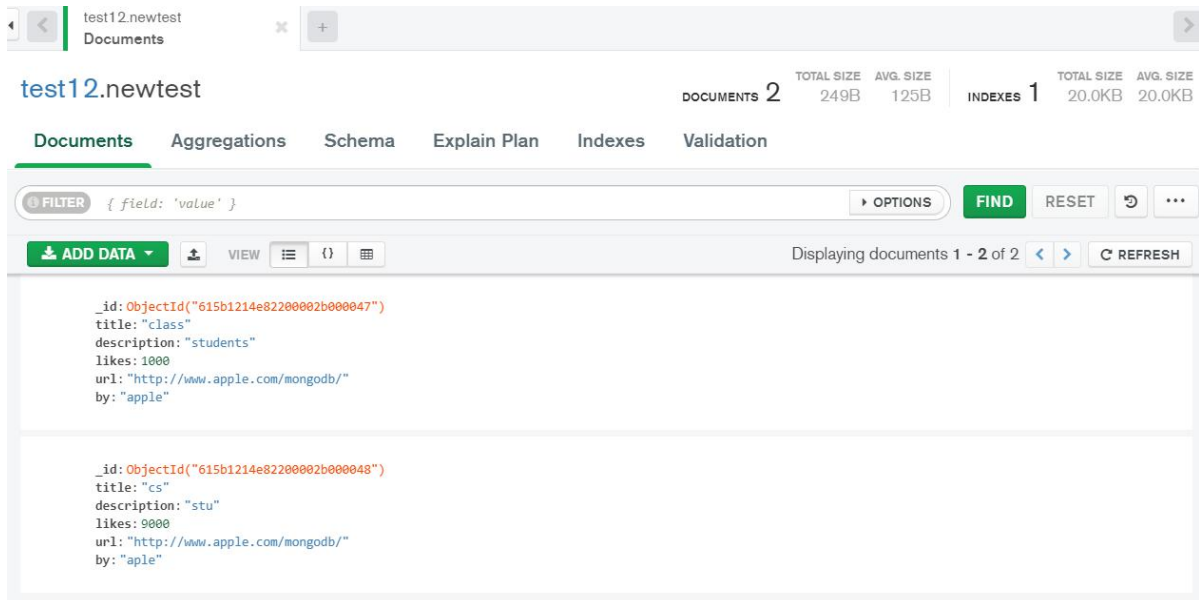 test12.newtest
Documents
test12.newtest
DOCUMENTS 2 TOTAL SIZE 249B AVG. SIZE 125B INDEXES 1 TOTAL SIZE 20.0KB AVG. SIZE 20.0KB
Documents Aggregations Schema Explain Plan Indexes Validation
FILTER { field: 'value' } OPTIONS FIND RESET ...
ADD DATA VIEW {} Displaying documents 1 - 2 of 2 < > REFRESH
_id:ObjectId("615b1214e82200002b000047")
title:"class"
description:"students"
likes:1000
url:"http://www.apple.com/mongodb/"
by:"apple"
_id:ObjectId("615b1214e82200002b000048")
title:"cs"
description:"stu"
likes:9000
url:"http://www.apple.com/mongodb/"
by:"aple"